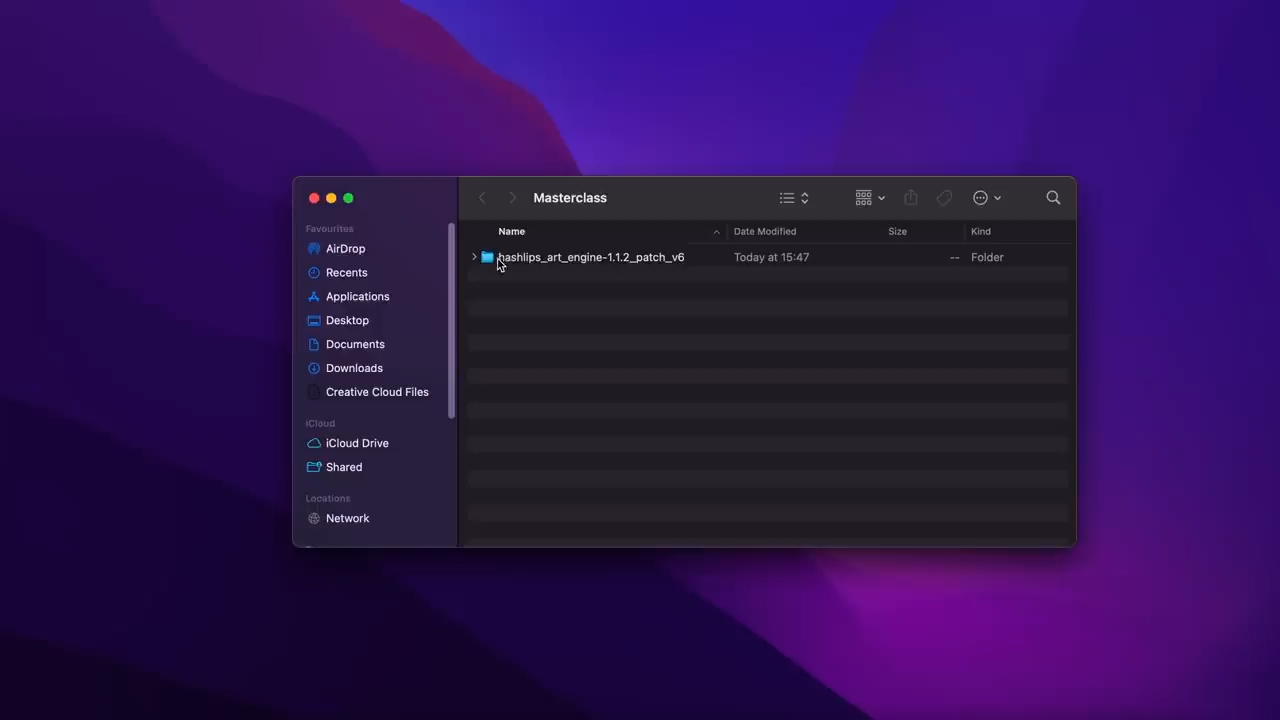 Masterclass
Favourites
AirDrop
Recents
Applications
Desktop
Documents
Downloads
Creative Cloud Files
iCloud
iCloud Drive
Shared
Locations
Network
Name Date Modified Size Kind
hashlips_art_engine-1.1.2_patch_v6 Today at 15:47 -- Folder